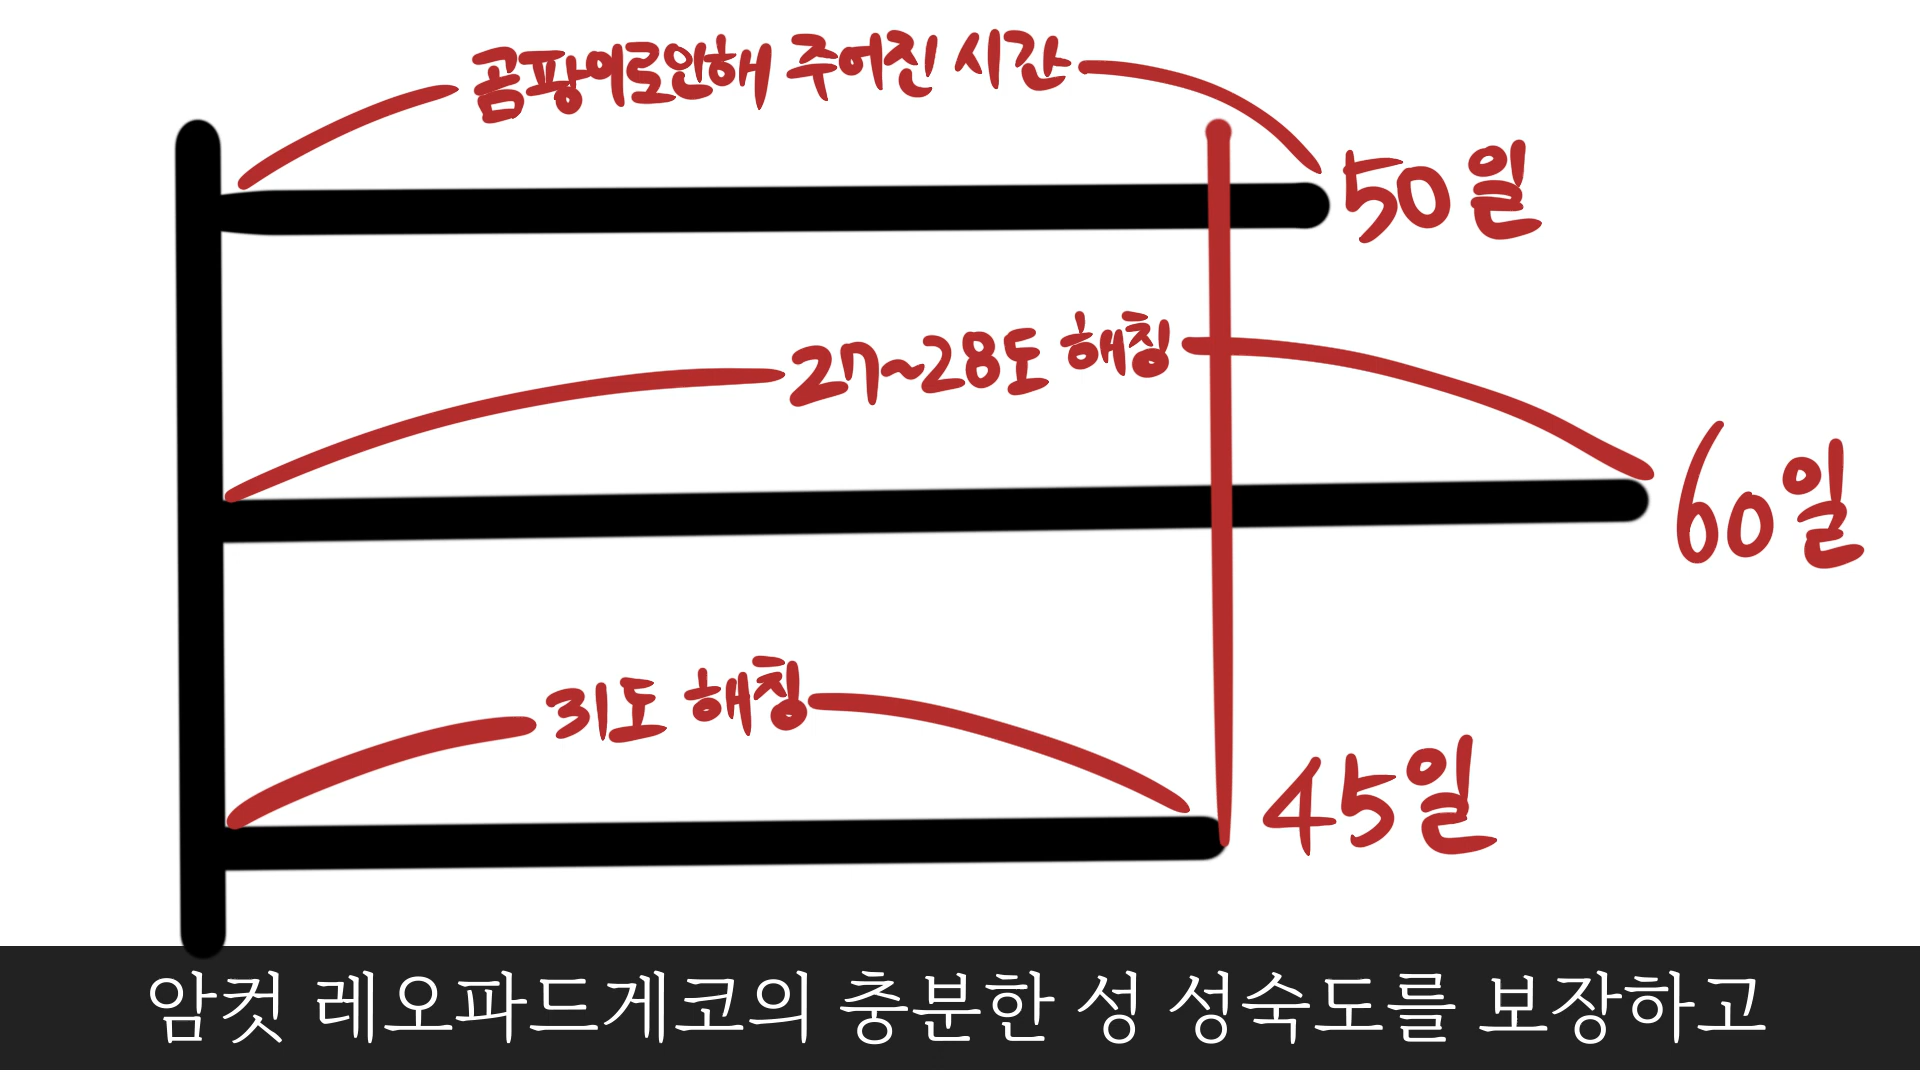 곰팡이로인해 주어진 시간
50일
27~28도 해칭
60일
31도 해칭
45일
암컷 레오파드게코의 충분한 성 성숙도를 보장하고